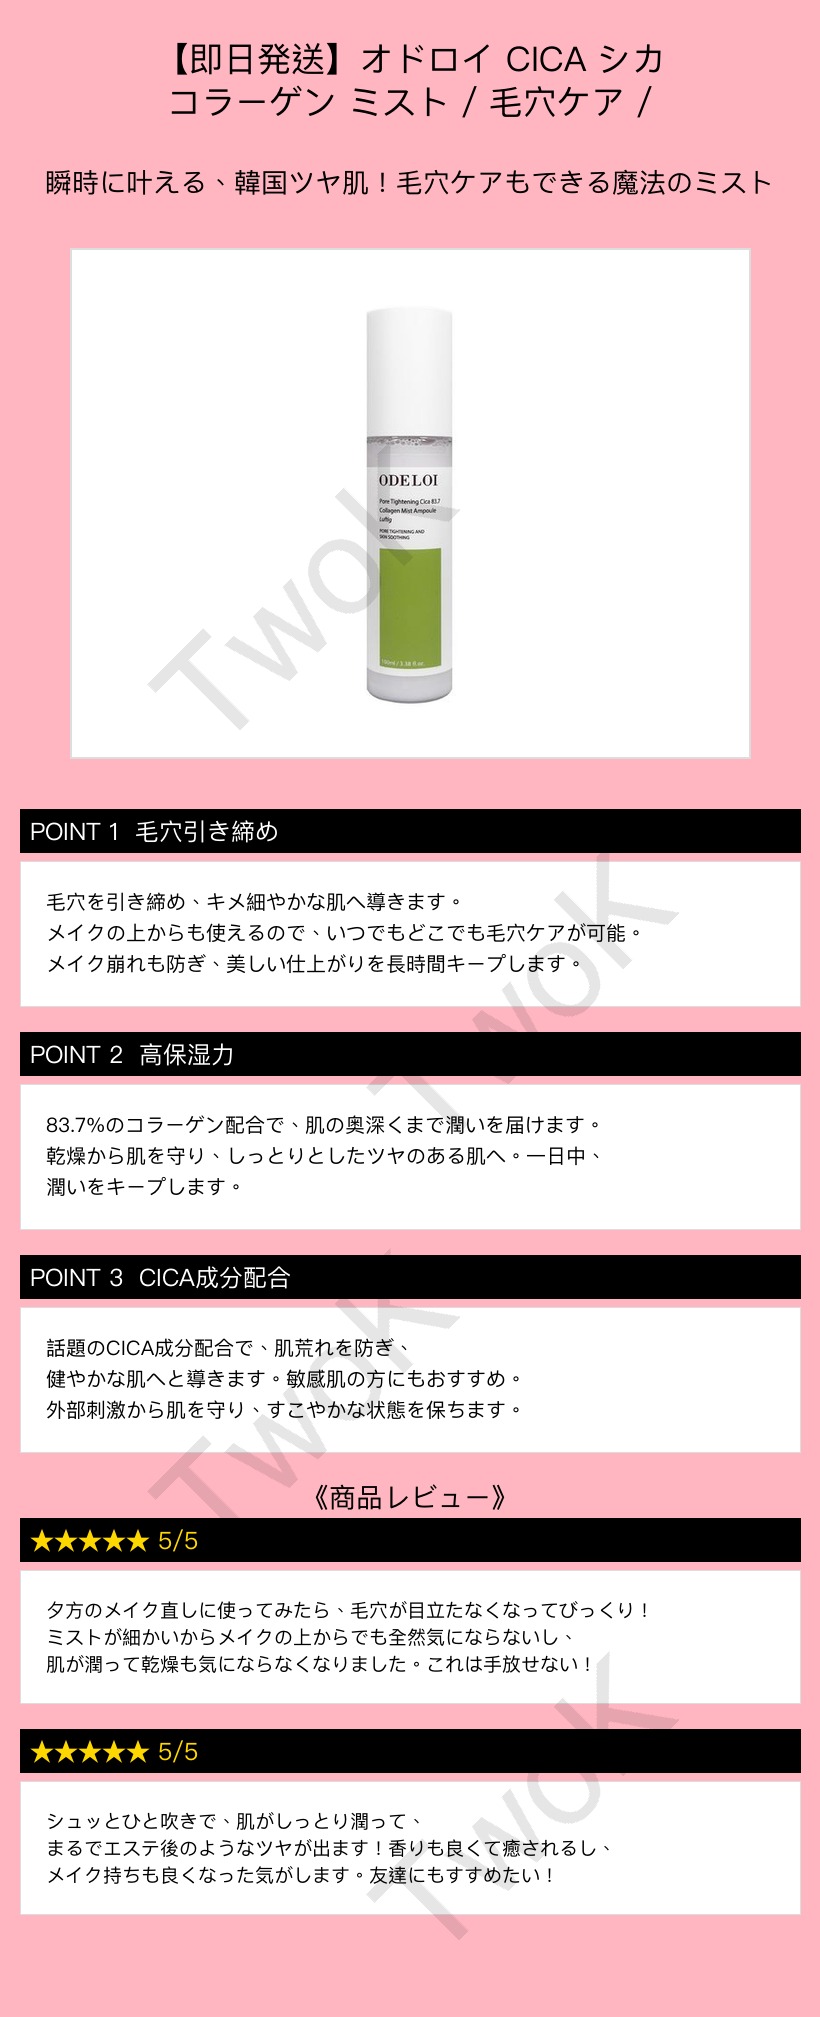 【即日発送】オドロイ CICA シカ
コラーゲン ミスト / 毛穴ケア /
瞬時に叶える、韓国ツヤ肌！毛穴ケアもできる魔法のミスト
ODELOI
Pore Tightening Cica 83.7
Collagen Mist Ampoule
Luftig
PORE TIGHTENING AND
SKIN SOOTHING
100ml / 3.38 fl.oz.
TwoK
POINT 1 毛穴引き締め
毛穴を引き締め、キメ細やかな肌へ導きます。
メイクの上からも使えるので、いつでもどこでも毛穴ケアが可能。
メイク崩れも防ぎ、美しい仕上がりを長時間キープします。
TwoK
POINT 2 高保湿力
83.7%のコラーゲン配合で、肌の奥深くまで潤いを届けます。
乾燥から肌を守り、しっとりとしたツヤのある肌へ。一日中、
潤いをキープします。
POINT 3 CICA成分配合
話題のCICA成分配合で、肌荒れを防ぎ、
健やかな肌へと導きます。敏感肌の方にもおすすめ。
外部刺激から肌を守り、すこやかな状態を保ちます。
TwoK
《商品レビュー》
★★★★★ 5/5
夕方のメイク直しに使ってみたら、毛穴が目立たなくなってびっくり！
ミストが細かいからメイクの上からでも全然気にならないし、
肌が潤って乾燥も気にならなくなりました。これは手放せない！
★★★★★ 5/5
シュッとひと吹きで、肌がしっとり潤って、
まるでエステ後のようなツヤが出ます！香りも良くて癒されるし、
メイク持ちも良くなった気がします。友達にもすすめたい！
TwoK